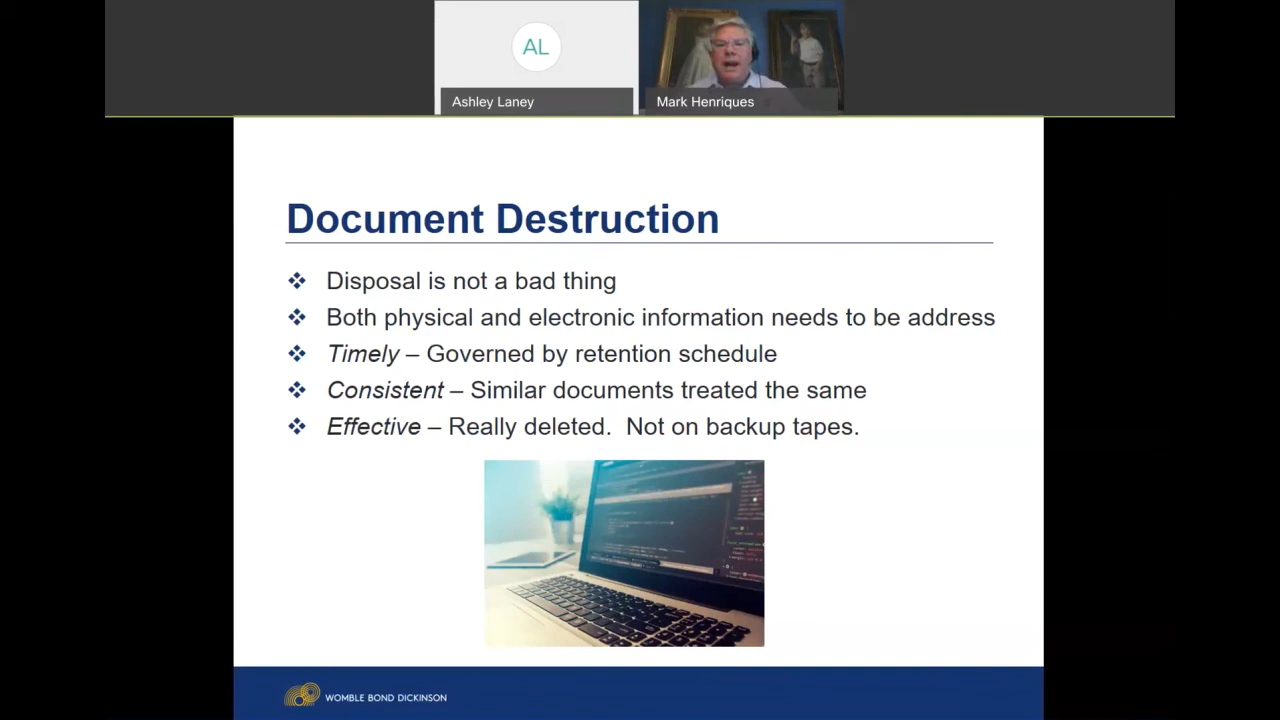 AL
Ashley Laney
Mark Henriques
Document Destruction
❖ Disposal is not a bad thing
❖ Both physical and electronic information needs to be address
❖ Timely – Governed by retention schedule
❖ Consistent – Similar documents treated the same
❖ Effective – Really deleted.  Not on backup tapes.
WOMBLE BOND DICKINSON